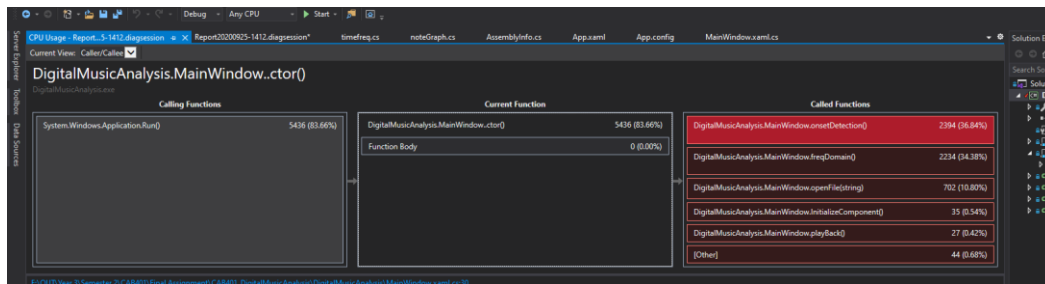 Debug
Any CPU
Start
CPU Usage - Report...5-1412.diagsession
Report20200925-1412.diagsession*
timefreq.cs
noteGraph.cs
AssemblyInfo.cs
App.xaml
App.config
MainWindow.xaml.cs
Solution E
Server Explorer
Toolbox
Data Sources
Current View: Caller/Callee
Search So
Solu
DigitalMusicAnalysis.MainWindow..ctor()
DigitalMusicAnalysis.exe
Calling Functions
Current Function
Called Functions
System.Windows.Application.Run() 5436 (83.66%)
DigitalMusicAnalysis.MainWindow..ctor() 5436 (83.66%)
Function Body 0 (0.00%)
DigitalMusicAnalysis.MainWindow.onsetDetection() 2394 (36.84%)
DigitalMusicAnalysis.MainWindow.freqDomain() 2234 (34.38%)
DigitalMusicAnalysis.MainWindow.openFile(string) 702 (10.80%)
DigitalMusicAnalysis.MainWindow.InitializeComponent() 35 (0.54%)
DigitalMusicAnalysis.MainWindow.playBack() 27 (0.42%)
[Other] 44 (0.68%)